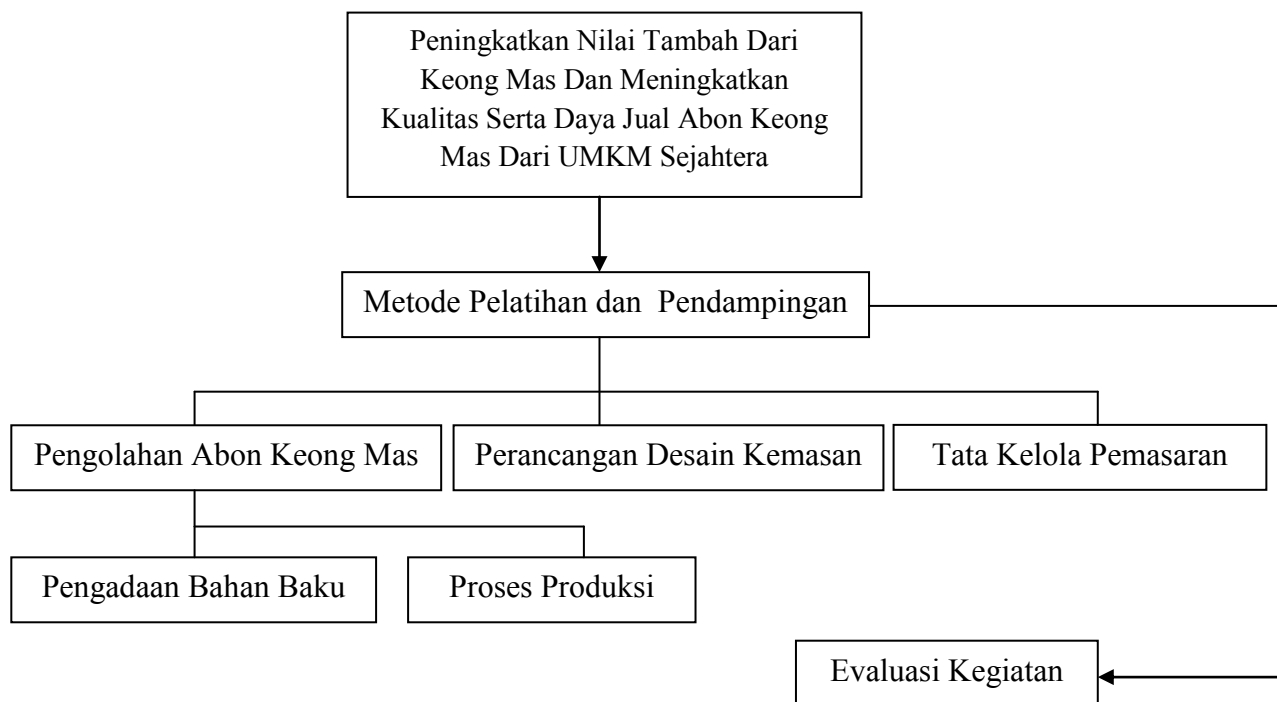 Peningkatkan Nilai Tambah Dari
Keong Mas Dan Meningkatkan
Kualitas Serta Daya Jual Abon Keong
Mas Dari UMKM Sejahtera
Metode Pelatihan dan  Pendampingan
Pengolahan Abon Keong Mas
Perancangan Desain Kemasan
Tata Kelola Pemasaran
Pengadaan Bahan Baku
Proses Produksi
Evaluasi Kegiatan